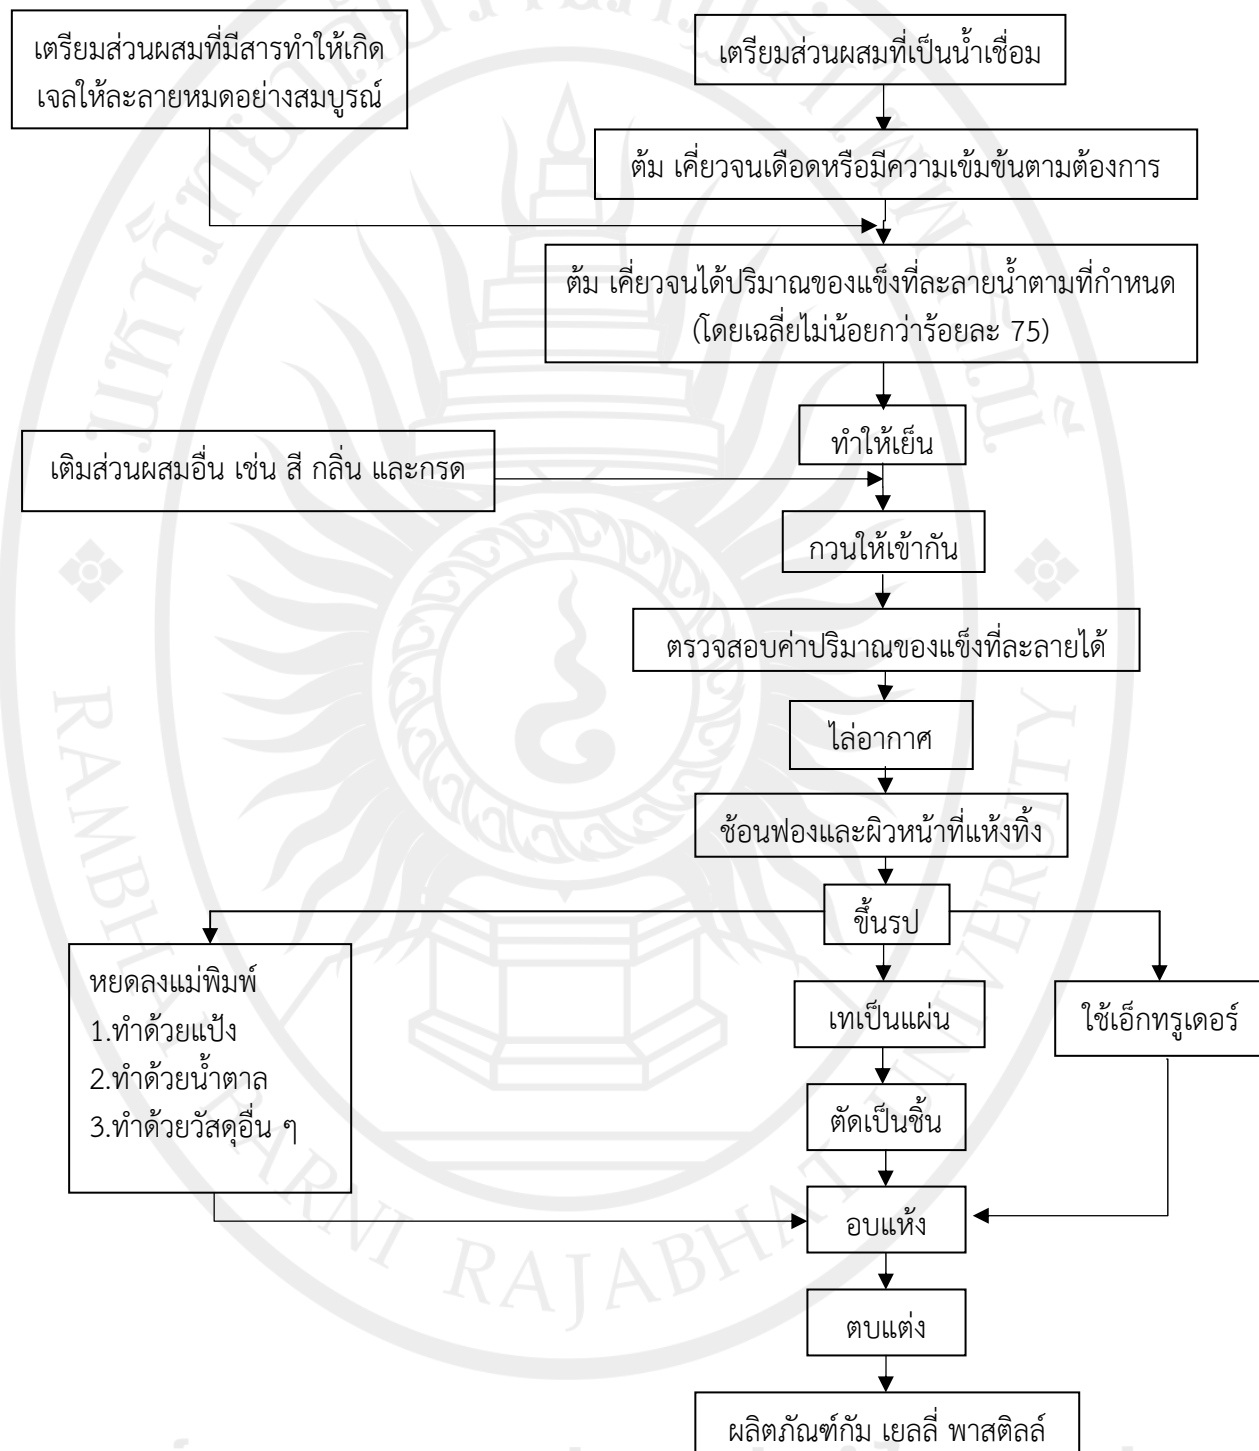 เตรียมส่วนผสมที่มีสารทำให้เกิด
เจลให้ละลายหมดอย่างสมบูรณ์
เตรียมส่วนผสมที่เป็นน้ำเชื่อม
ต้ม เคี่ยวจนเดือดหรือมีความเข้มข้นตามต้องการ
ต้ม เคี่ยวจนได้ปริมาณของแข็งที่ละลายน้ำตามที่กำหนด
(โดยเฉลี่ยไม่น้อยกว่าร้อยละ 75)
ทำให้เย็น
เติมส่วนผสมอื่น เช่น สี กลิ่น และกรด
กวนให้เข้ากัน
ตรวจสอบค่าปริมาณของแข็งที่ละลายได้
ไล่อากาศ
ช้อนฟองและผิวหน้าที่แห้งทิ้ง
ขึ้นรูป
หยดลงแม่พิมพ์
1.ทำด้วยแป้ง
2.ทำด้วยน้ำตาล
3.ทำด้วยวัสดุอื่น ๆ
เทเป็นแผ่น
ใช้เอ็กทรูเดอร์
ตัดเป็นชิ้น
อบแห้ง
ตบแต่ง
ผลิตภัณฑ์กัม เยลลี่ พาสติลล์
RAMBHAI BARNI RAJABHAT UNIVERSITY